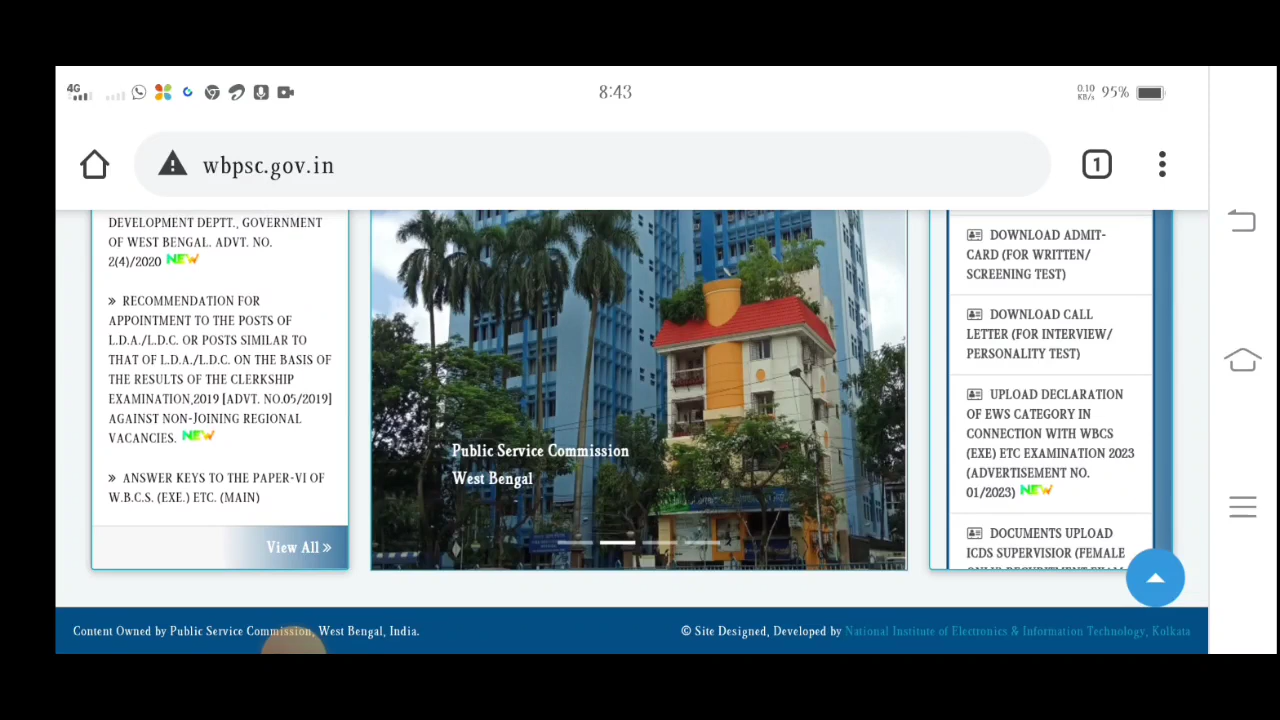 4G
8:43
0.10
KB/s
95%
wbpsc.gov.in
1
DEVELOPMENT DEPTT., GOVERNMENT
OF WEST BENGAL. ADVT. NO.
2(4)/2020 NEW
» RECOMMENDATION FOR
APPOINTMENT TO THE POSTS OF
L.D.A./L.D.C. OR POSTS SIMILAR TO
THAT OF L.D.A./L.D.C. ON THE BASIS OF
THE RESULTS OF THE CLERKSHIP
EXAMINATION,2019 [ADVT. NO.05/2019]
AGAINST NON-JOINING REGIONAL
VACANCIES. NEW
» ANSWER KEYS TO THE PAPER-VI OF
W.B.C.S. (EXE.) ETC. (MAIN)
View All »
Public Service Commission
West Bengal
DOWNLOAD ADMIT-
CARD (FOR WRITTEN/
SCREENING TEST)
DOWNLOAD CALL
LETTER (FOR INTERVIEW/
PERSONALITY TEST)
UPLOAD DECLARATION
OF EWS CATEGORY IN
CONNECTION WITH WBCS
(EXE) ETC EXAMINATION 2023
(ADVERTISEMENT NO.
01/2023) NEW
DOCUMENTS UPLOAD
ICDS SUPERVISIOR (FEMALE
Content Owned by Public Service Commission, West Bengal, India.
© Site Designed, Developed by National Institute of Electronics & Information Technology, Kolkata